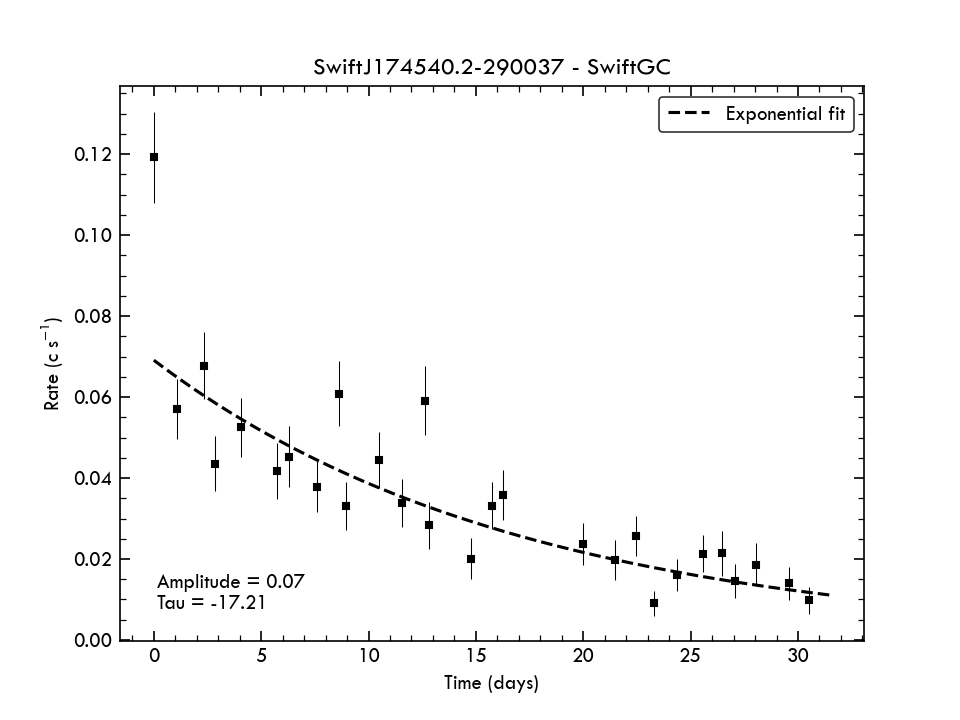 SwiftJ174540.2-290037 - SwiftGC
Exponential fit
0.12
0.10
0.08
0.06
0.04
0.02
0.00
Rate (c s⁻¹)
Amplitude = 0.07
Tau = -17.21
0 5 10 15 20 25 30
Time (days)